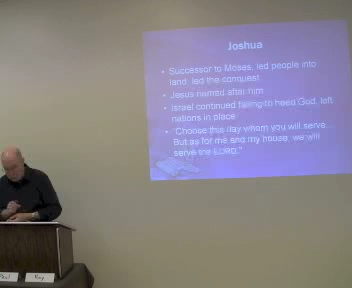 Joshua
• Successor to Moses, led people into
land, led the conquest
• Jesus named after him
• Israel continued failing to heed God, left
nations in place
• "Choose this day whom you will serve...
But as for me and my house, we will
serve the LORD."